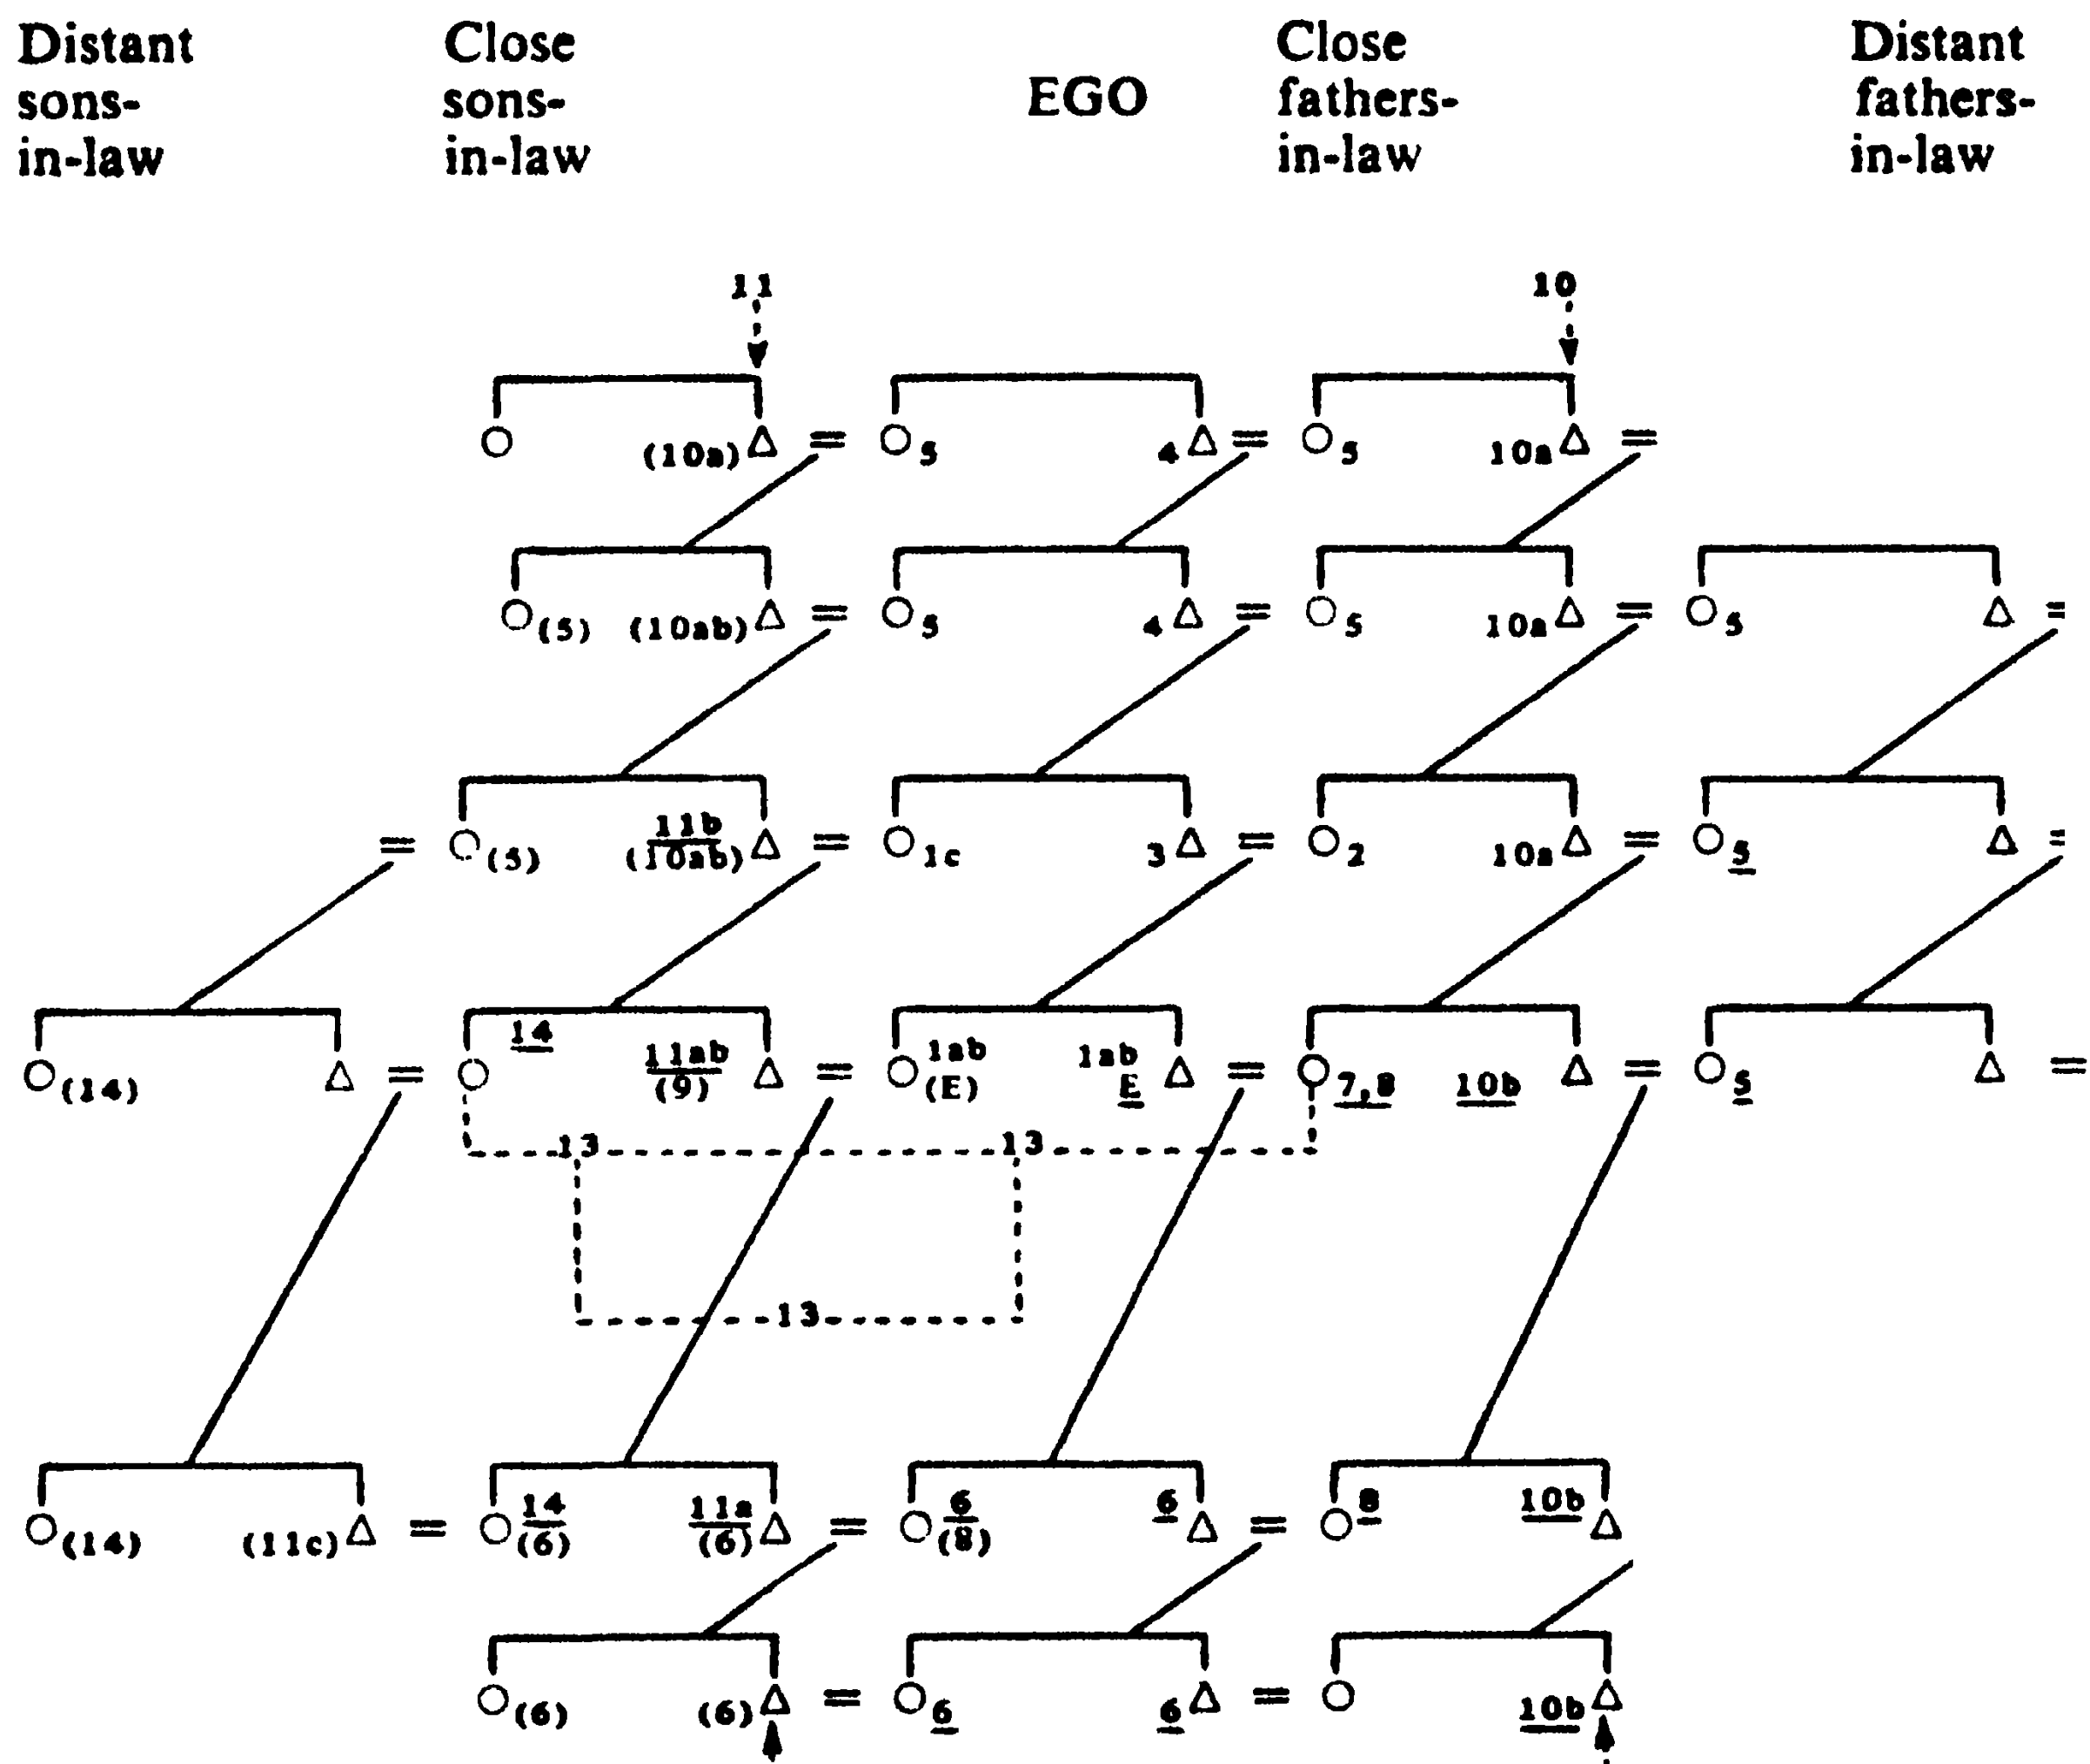 Distant sons-in-law
Close sons-in-law
EGO
Close fathers-in-law
Distant fathers-in-law
11 10
(10a) 5 4 5 10a
(5) (10ab) 5 4 5 10a 5
(5) 11b (10ab) 1c 3 2 10a 5
(14) 14 11ab (9) 1ab (E) 1ab E 7,8 10b 5
13 13
13
(14) (11c) 14 (6) 11a (6) 6 (8) 6 8 10b
(6) (6) 6 6 10b